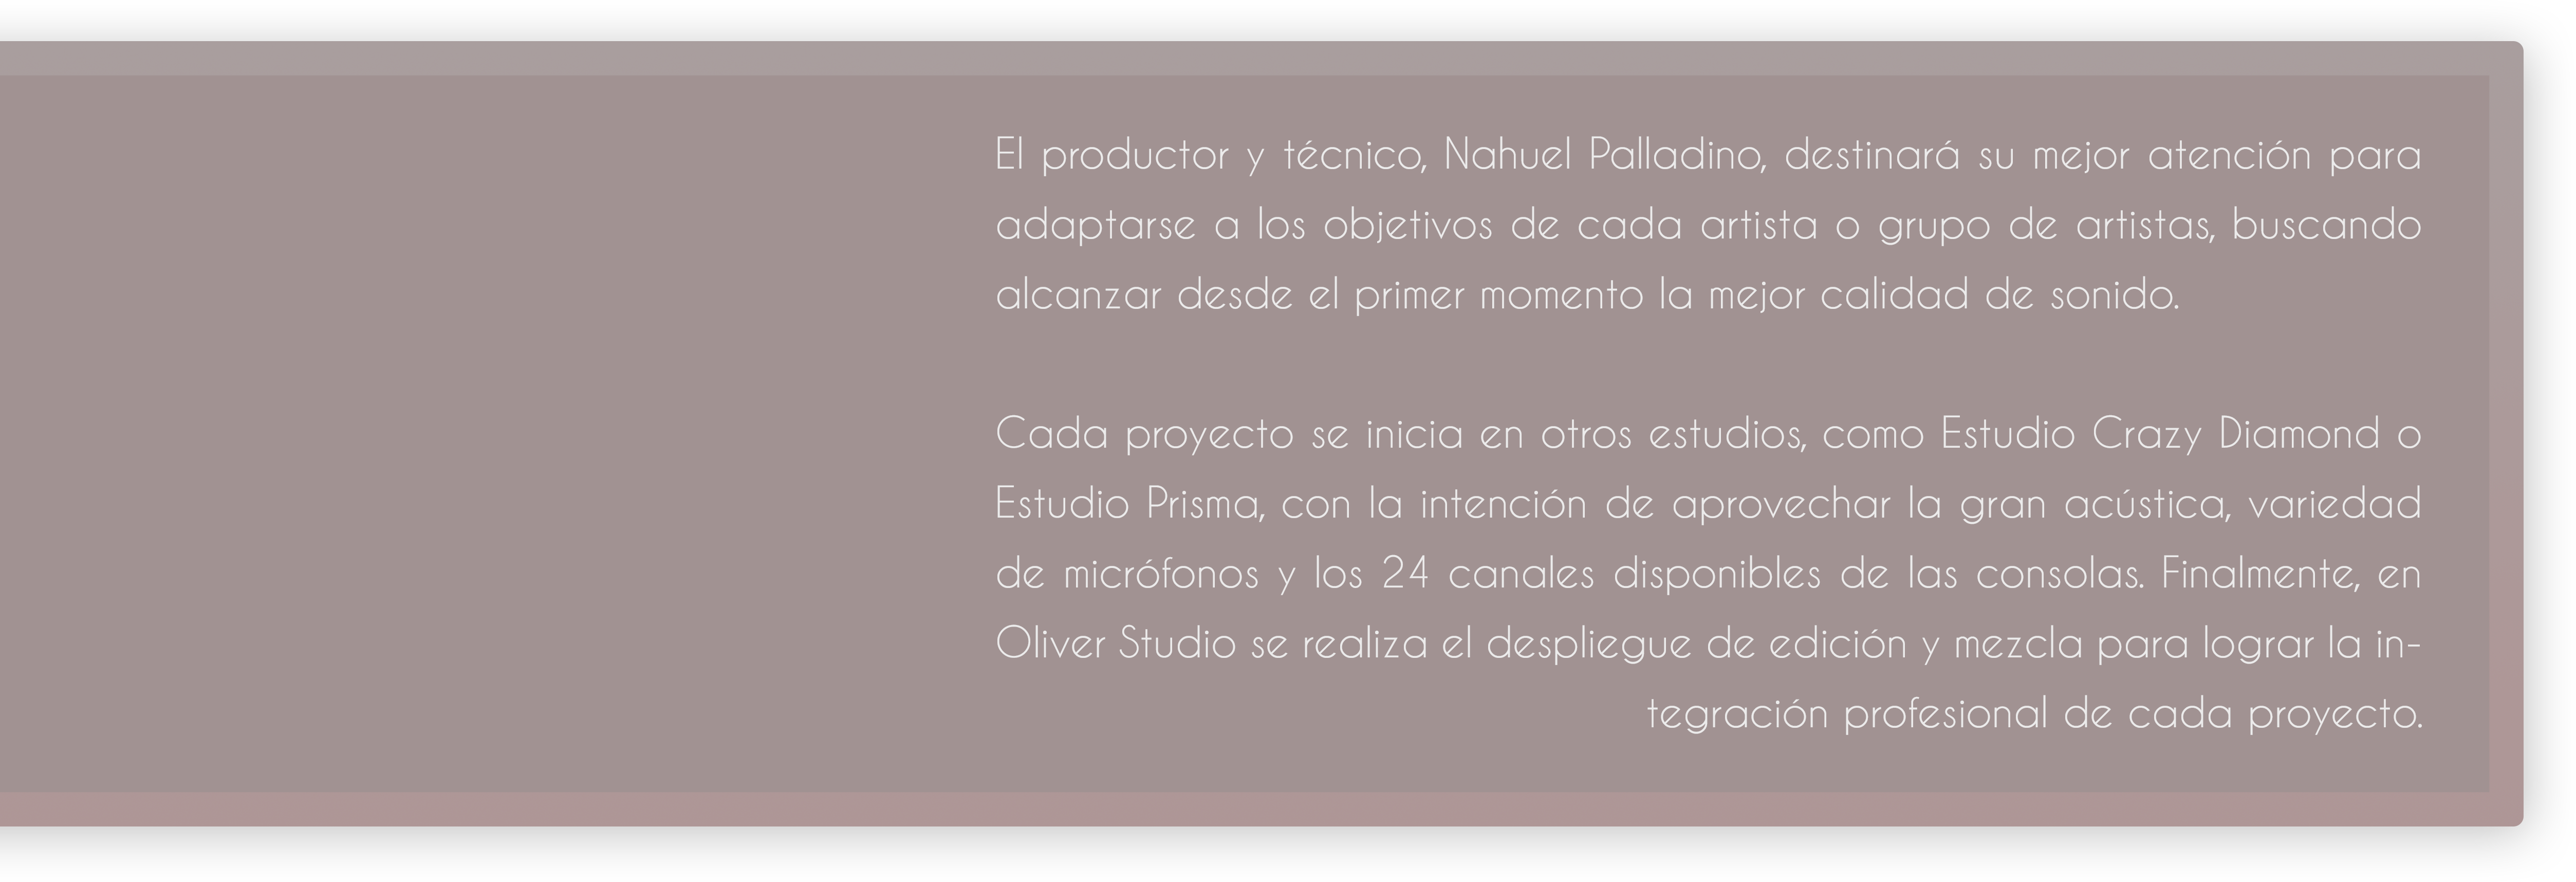 El productor y técnico, Nahuel Palladino, destinará su mejor atención para
adaptarse a los objetivos de cada artista o grupo de artistas, buscando
alcanzar desde el primer momento la mejor calidad de sonido.
Cada proyecto se inicia en otros estudios, como Estudio Crazy Diamond o
Estudio Prisma, con la intención de aprovechar la gran acústica, variedad
de micrófonos y los 24 canales disponibles de las consolas. Finalmente, en
Oliver Studio se realiza el despliegue de edición y mezcla para lograr la in-
tegración profesional de cada proyecto.